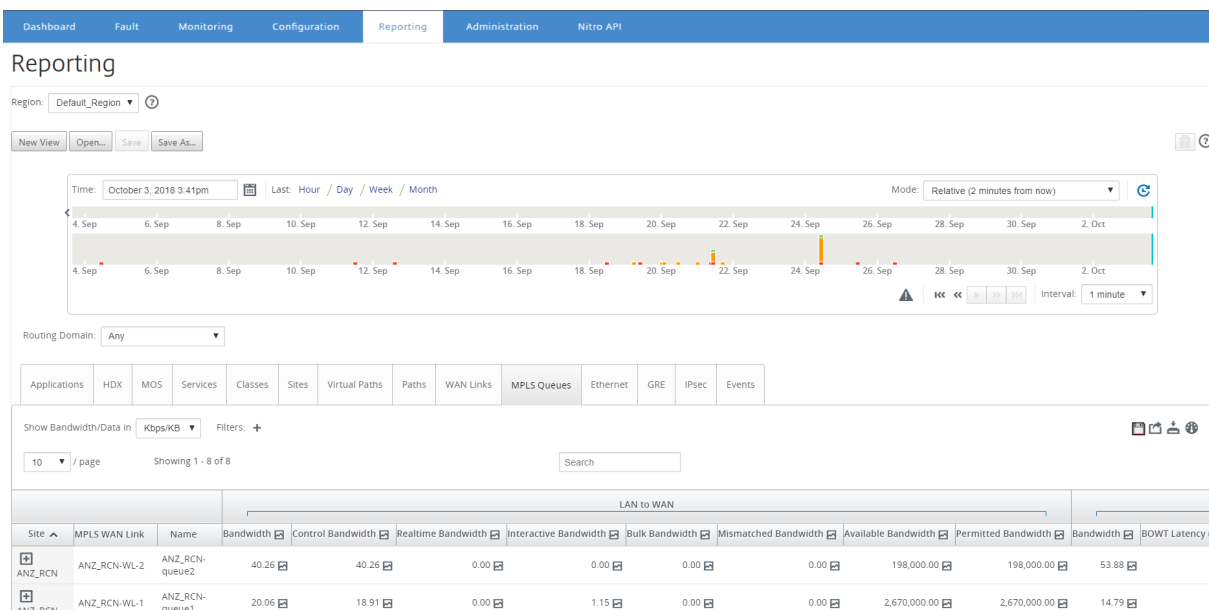 Dashboard Fault Monitoring Configuration Reporting Administration Nitro API
Reporting
Region: Default_Region
New View Open... Save Save As...
Time: October 3, 2018 3:41pm Last: Hour / Day / Week / Month Mode: Relative (2 minutes from now)
4. Sep 6. Sep 8. Sep 10. Sep 12. Sep 14. Sep 16. Sep 18. Sep 20. Sep 22. Sep 24. Sep 26. Sep 28. Sep 30. Sep 2. Oct
4. Sep 6. Sep 8. Sep 10. Sep 12. Sep 14. Sep 16. Sep 18. Sep 20. Sep 22. Sep 24. Sep 26. Sep 28. Sep 30. Sep 2. Oct
Interval: 1 minute
Routing Domain: Any
Applications HDX MOS Services Classes Sites Virtual Paths Paths WAN Links MPLS Queues Ethernet GRE IPsec Events
Show Bandwidth/Data in Kbps/KB Filters: +
10 / page Showing 1 - 8 of 8 Search
LAN to WAN
Site MPLS WAN Link Name Bandwidth Control Bandwidth Realtime Bandwidth Interactive Bandwidth Bulk Bandwidth Mismatched Bandwidth Available Bandwidth Permitted Bandwidth Bandwidth BOWT Latency
ANZ_RCN ANZ_RCN-WL-2 ANZ_RCN-
queue2 40.26 40.26 0.00 0.00 0.00 0.00 198,000.00 198,000.00 53.88
ANZ_RCN ANZ_RCN-WL-1 ANZ_RCN-
queue1 20.06 18.91 0.00 1.15 0.00 0.00 2,670,000.00 2,670,000.00 14.79